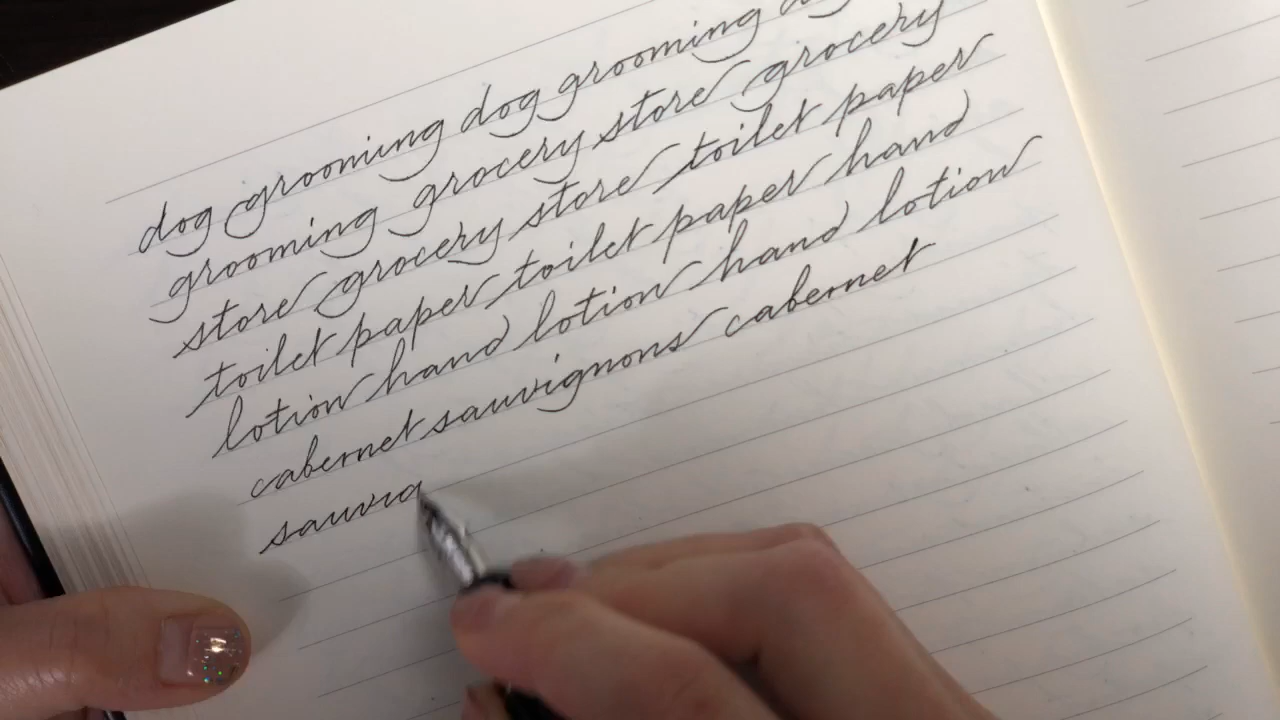 dog grooming dog grooming
grooming grocery store grocery
store grocery store toilet paper
toilet paper toilet paper hand
lotion hand lotion hand lotion
cabernet sauvignons cabernet
sauvig